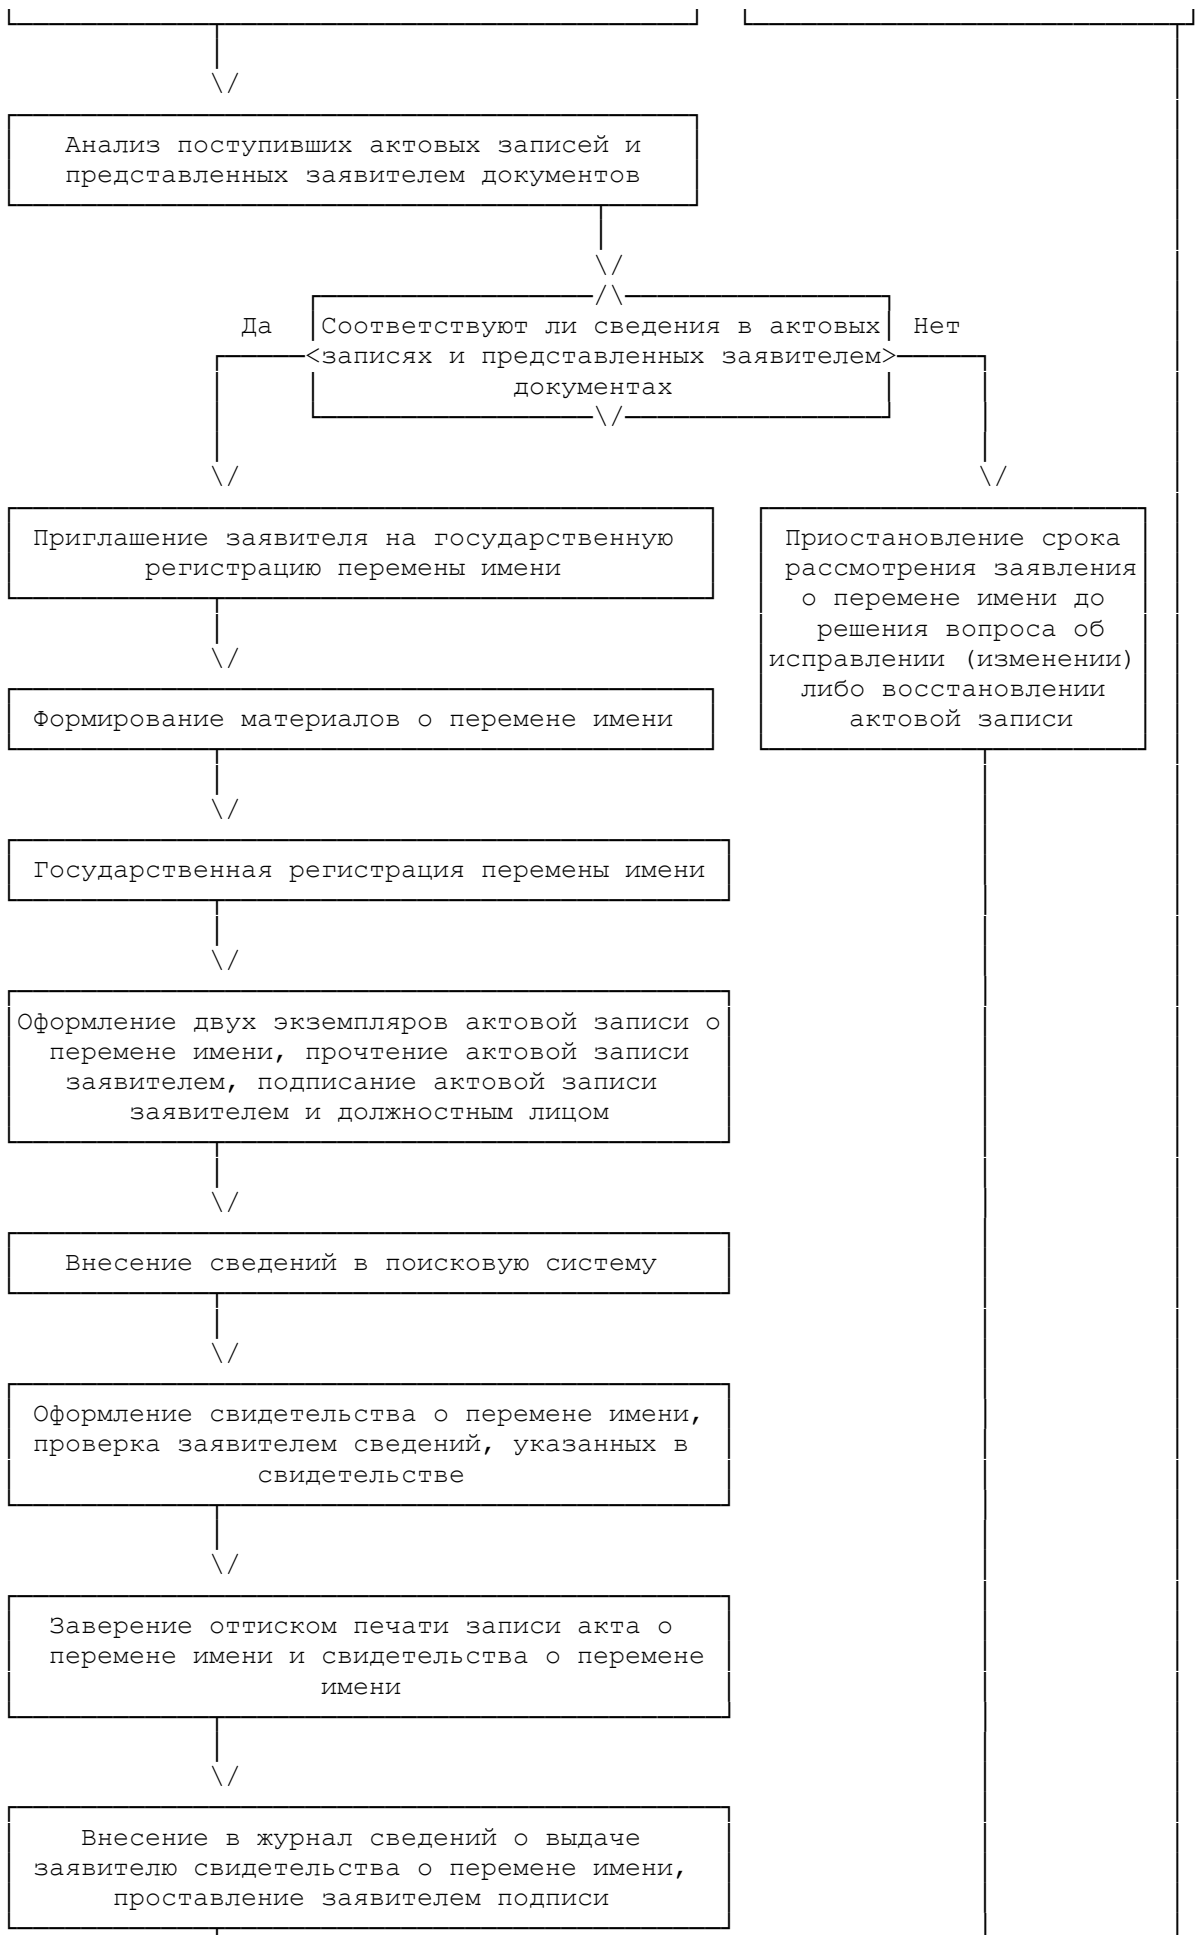 Анализ поступивших актовых записей и
представленных заявителем документов
Да
Соответствуют ли сведения в актовых
Нет
записях и представленных заявителем
документах
Приглашение заявителя на государственную
регистрацию перемены имени
Приостановление срока
рассмотрения заявления
о перемене имени до
решения вопроса об
исправлении (изменении)
либо восстановлении
актовой записи
Формирование материалов о перемене имени
Государственная регистрация перемены имени
Оформление двух экземпляров актовой записи о
перемене имени, прочтение актовой записи
заявителем, подписание актовой записи
заявителем и должностным лицом
Внесение сведений в поисковую систему
Оформление свидетельства о перемене имени,
проверка заявителем сведений, указанных в
свидетельстве
Заверение оттиском печати записи акта о
перемене имени и свидетельства о перемене
имени
Внесение в журнал сведений о выдаче
заявителю свидетельства о перемене имени,
проставление заявителем подписи